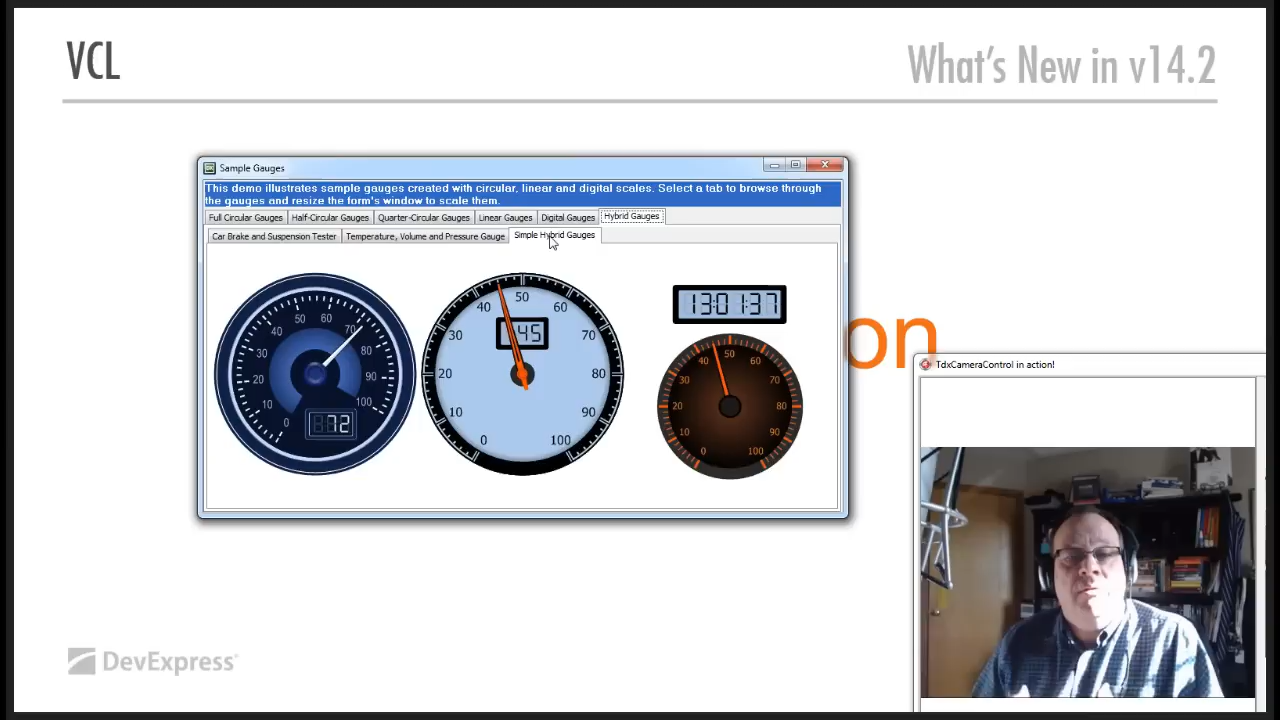 VCL
What's New in v14.2
Sample Gauges
This demo illustrates sample gauges created with circular, linear and digital scales. Select a tab to browse through
the gauges and resize the form's window to scale them.
Full Circular Gauges Half-Circular Gauges Quarter-Circular Gauges Linear Gauges Digital Gauges Hybrid Gauges
Car Brake and Suspension Tester Temperature, Volume and Pressure Gauge Simple Hybrid Gauges
0 10 20 30 40 50 60 70 80 90 100
72
0 10 20 30 40 50 60 70 80 90 100
45
13:01:37
0 10 20 30 40 50 60 70 80 90 100
on
TdxCameraControl in action!
DevExpress